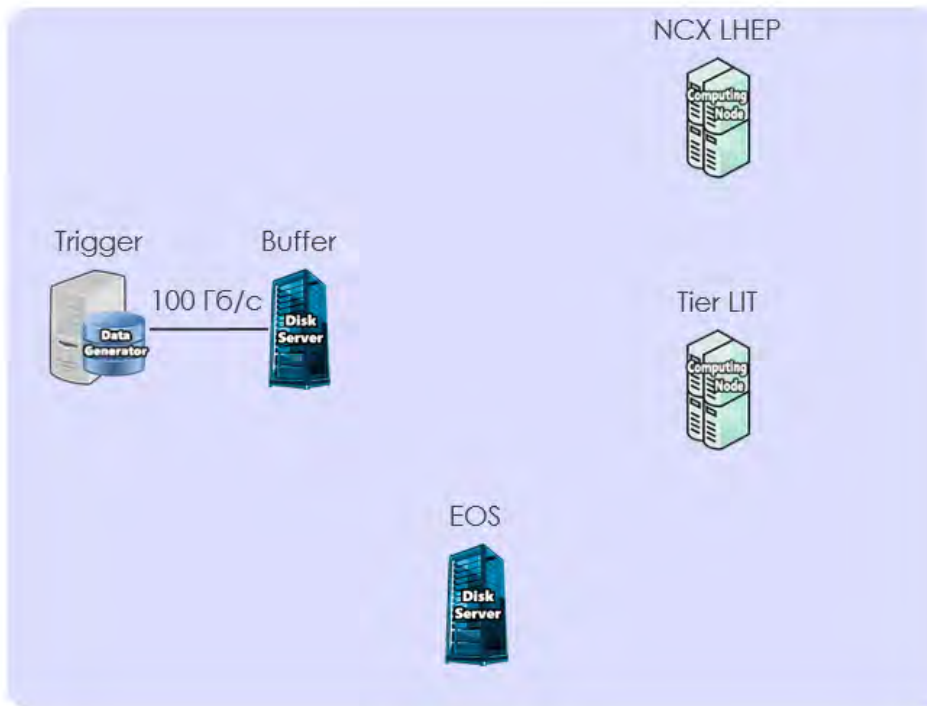 NCX LHEP
Computing
Node
Trigger
Buffer
100 Гб/с
Data
Generator
Disk
Server
Tier LIT
Computing
Node
EOS
Disk
Server